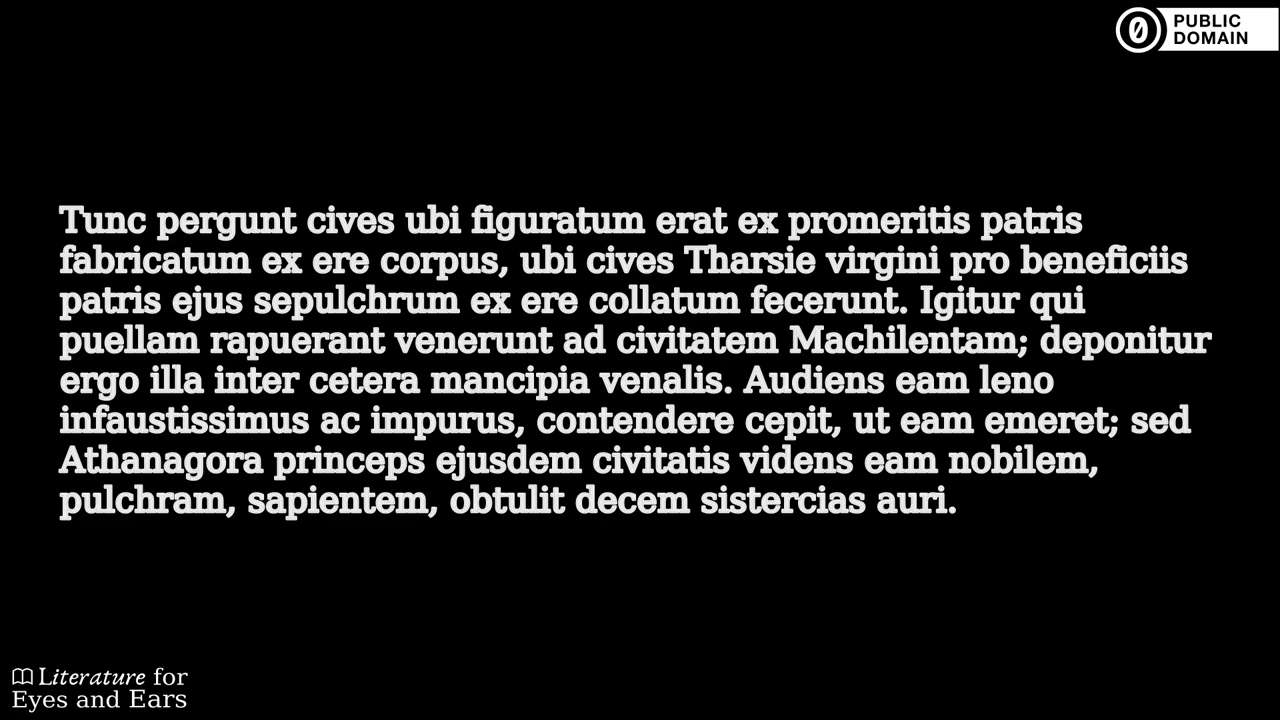 PUBLIC
DOMAIN
Tunc pergunt cives ubi figuratum erat ex promeritis patris
fabricatum ex ere corpus, ubi cives Tharsie virgini pro beneficiis
patris ejus sepulchrum ex ere collatum fecerunt. Igitur qui
puellam rapuerant venerunt ad civitatem Machilentam; deponitur
ergo illa inter cetera mancipia venalis. Audiens eam leno
infaustissimus ac impurus, contendere cepit, ut eam emeret; sed
Athanagora princeps ejusdem civitatis videns eam nobilem,
pulchram, sapientem, obtulit decem sistercias auri.
Literature for
Eyes and Ears